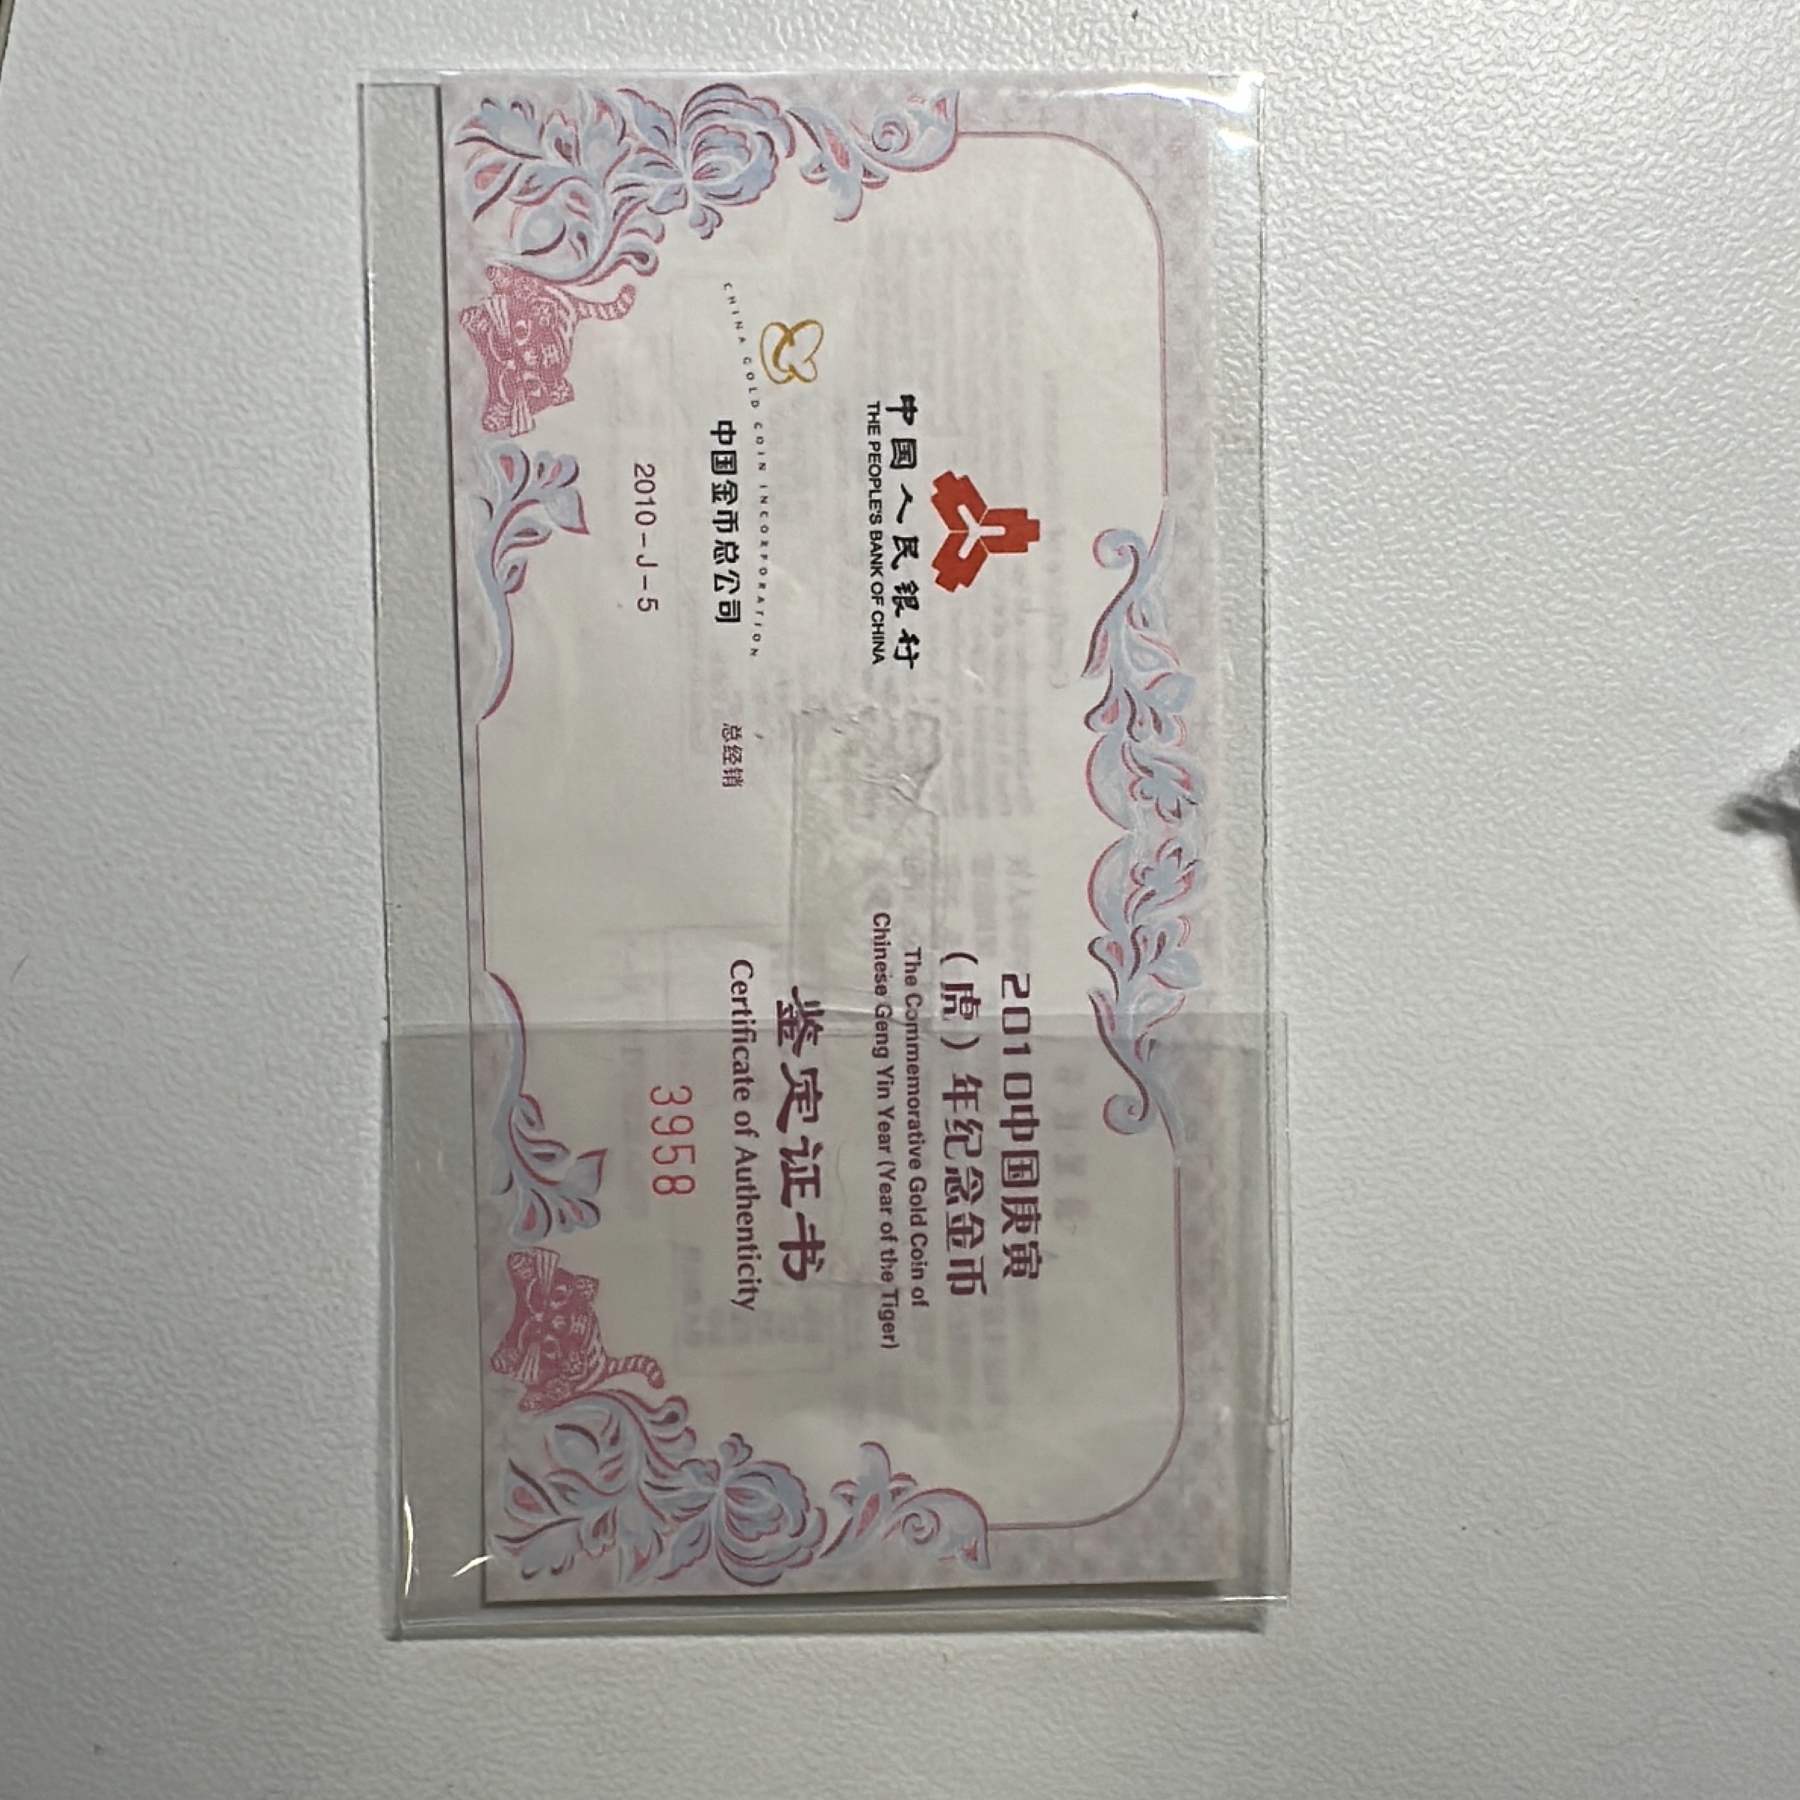 中国人民银行
THE PEOPLE'S BANK OF CHINA
CHINA GOLD COIN INCORPORATION
中国金币总公司 总经销
2010-J-5
2010中国庚寅
（虎）年纪念金币
The Commemorative Gold Coin of
Chinese Geng Yin Year (Year of the Tiger)
鉴定证书
Certificate of Authenticity
3958